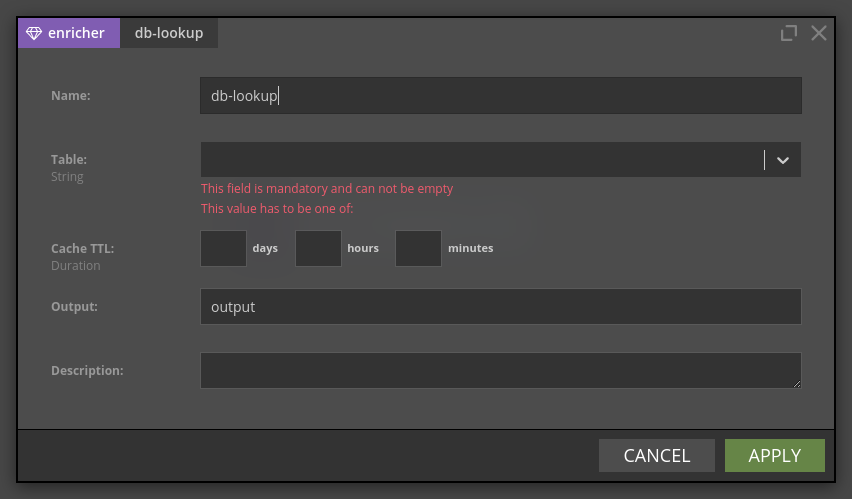 enricher db-lookup
Name: db-lookup
Table:
String
This field is mandatory and can not be empty
This value has to be one of:
Cache TTL: days hours minutes
Duration
Output: output
Description:
CANCEL APPLY